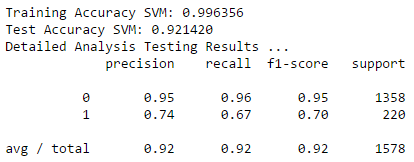 Training Accuracy SVM: 0.996356
Test Accuracy SVM: 0.921420
Detailed Analysis Testing Results ...
precision recall f1-score support
0 0.95 0.96 0.95 1358
1 0.74 0.67 0.70 220
avg / total 0.92 0.92 0.92 1578